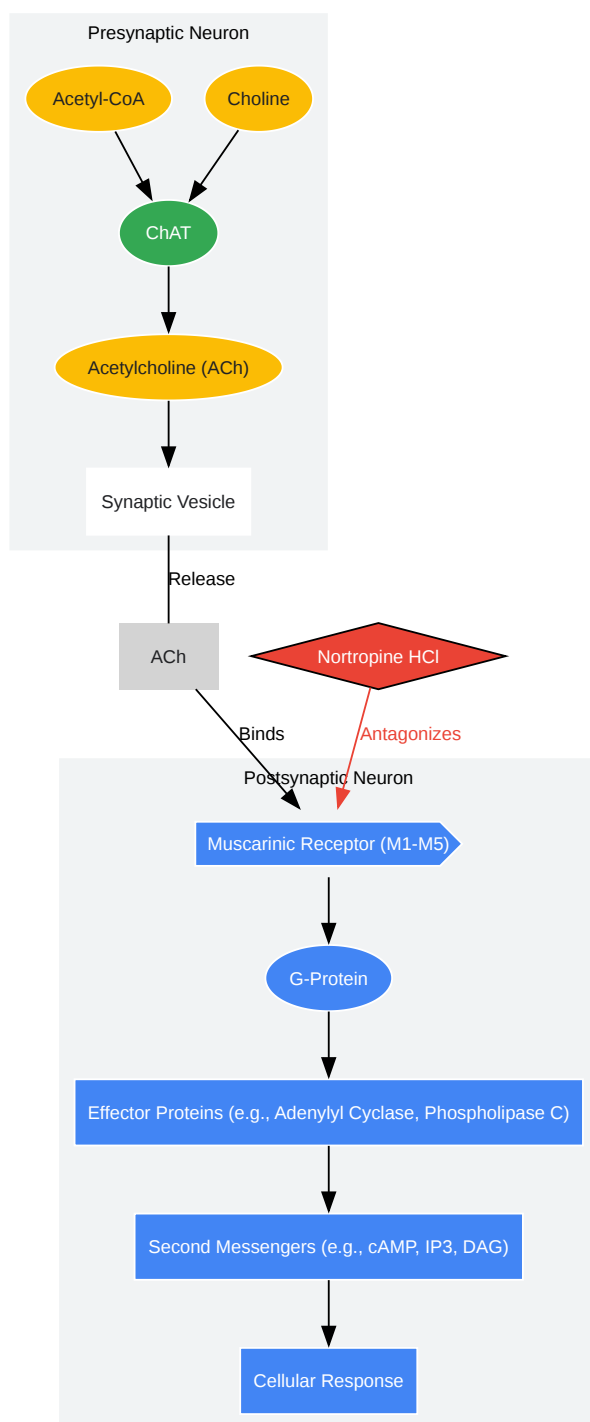 Presynaptic Neuron
Acetyl-CoA
Choline
ChAT
Acetylcholine (ACh)
Synaptic Vesicle
Release
ACh
Nortropine HCl
Binds
Antagonizes
Postsynaptic Neuron
Muscarinic Receptor (M1-M5)
G-Protein
Effector Proteins (e.g., Adenylyl Cyclase, Phospholipase C)
Second Messengers (e.g., cAMP, IP3, DAG)
Cellular Response